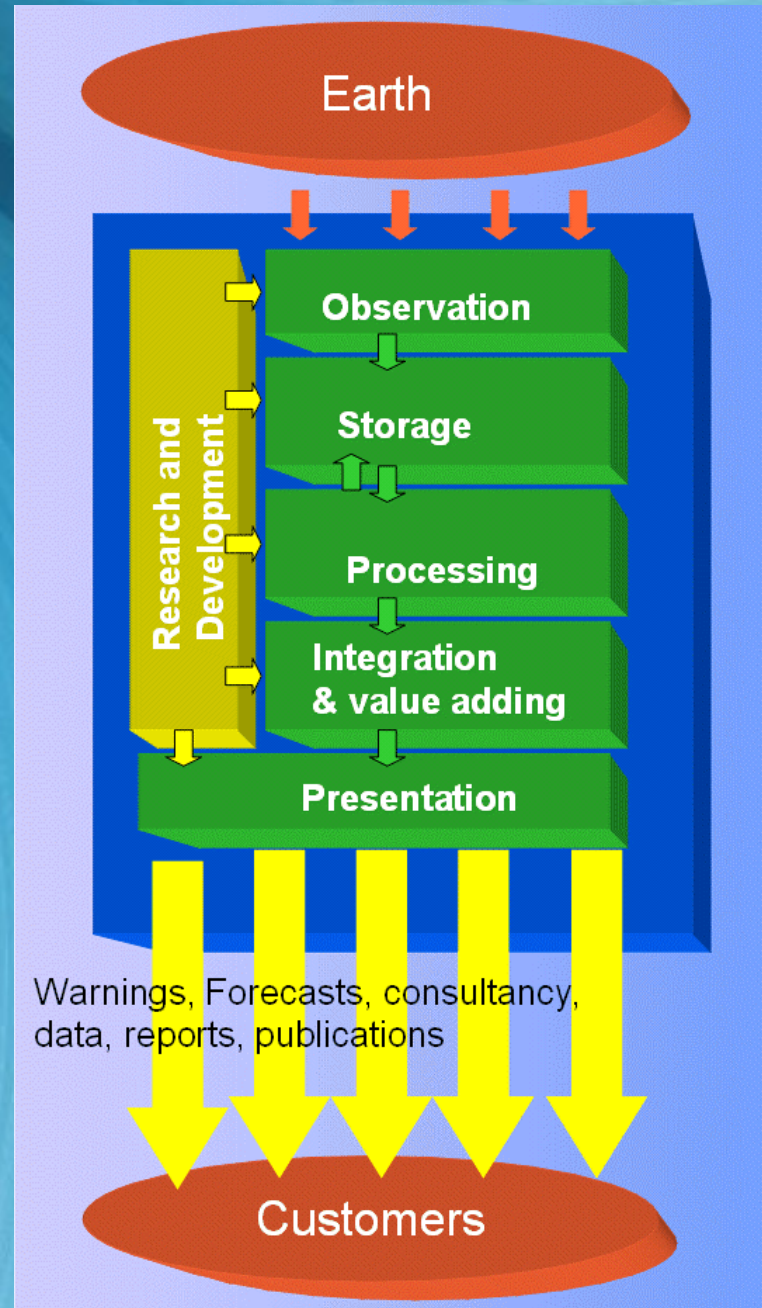 Earth
Observation
Storage
Research and
Development
Processing
Integration
& value adding
Presentation
Warnings, Forecasts, consultancy,
data, reports, publications
Customers